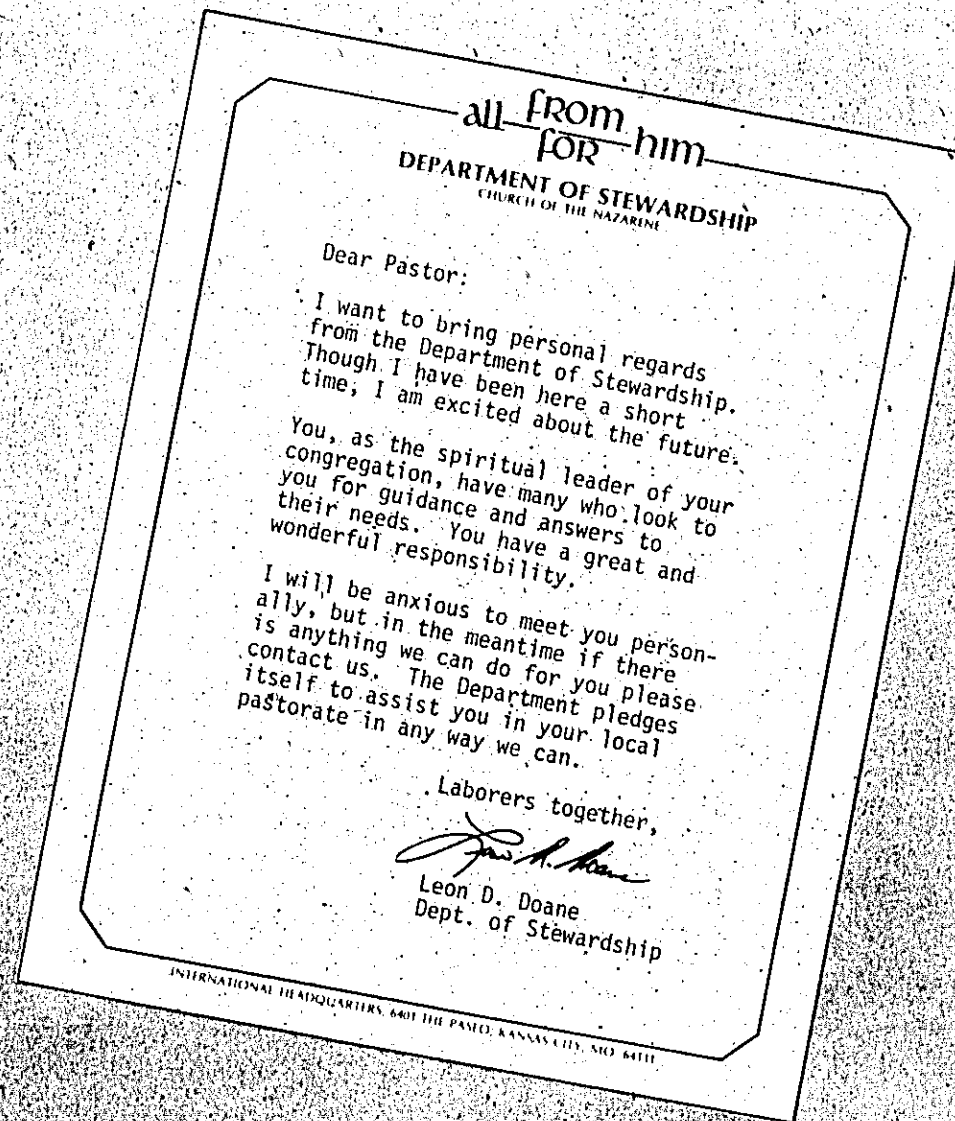 all FROM him
FOR
DEPARTMENT OF STEWARDSHIP
CHURCH OF THE NAZARENE
Dear Pastor:
I want to bring personal regards
from the Department of Stewardship.
Though I have been here a short
time, I am excited about the future.
You, as the spiritual leader of your
congregation, have many who look to
you for guidance and answers to
their needs. You have a great and
wonderful responsibility.
I will be anxious to meet you person-
ally, but in the meantime if there
is anything we can do for you please
contact us. The Department pledges
itself to assist you in your local
pastorate in any way we can.
Laborers together,
Leon D. Doane
Leon D. Doane
Dept. of Stewardship
INTERNATIONAL HEADQUARTERS, 6401 THE PASEO, KANSAS CITY, MO. 64131